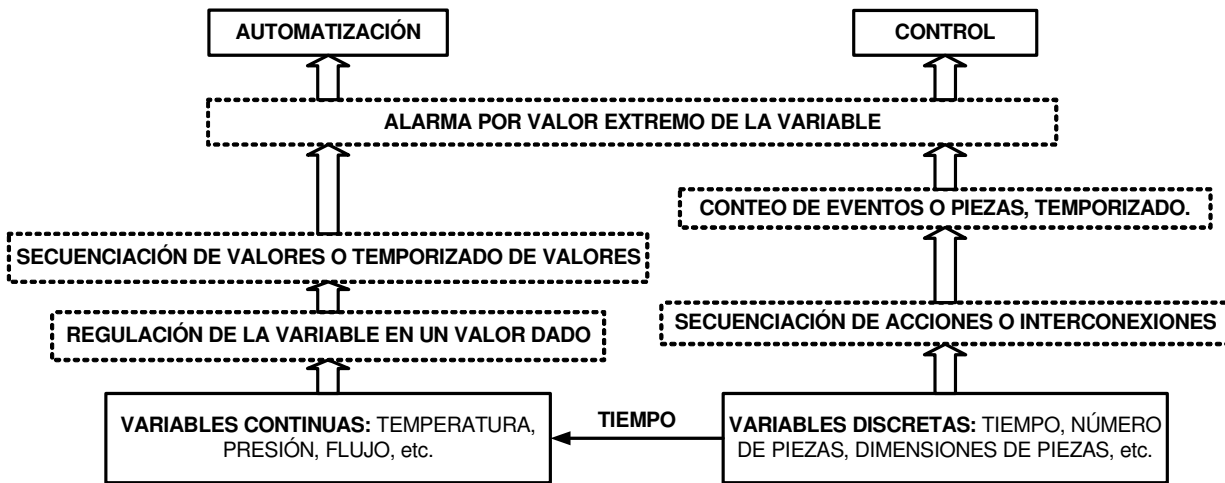 AUTOMATIZACIÓN
CONTROL
ALARMA POR VALOR EXTREMO DE LA VARIABLE
CONTEO DE EVENTOS O PIEZAS, TEMPORIZADO.
SECUENCIACIÓN DE VALORES O TEMPORIZADO DE VALORES
REGULACIÓN DE LA VARIABLE EN UN VALOR DADO
SECUENCIACIÓN DE ACCIONES O INTERCONEXIONES
VARIABLES CONTINUAS: TEMPERATURA,
PRESIÓN, FLUJO, etc.
TIEMPO
VARIABLES DISCRETAS: TIEMPO, NÚMERO
DE PIEZAS, DIMENSIONES DE PIEZAS, etc.